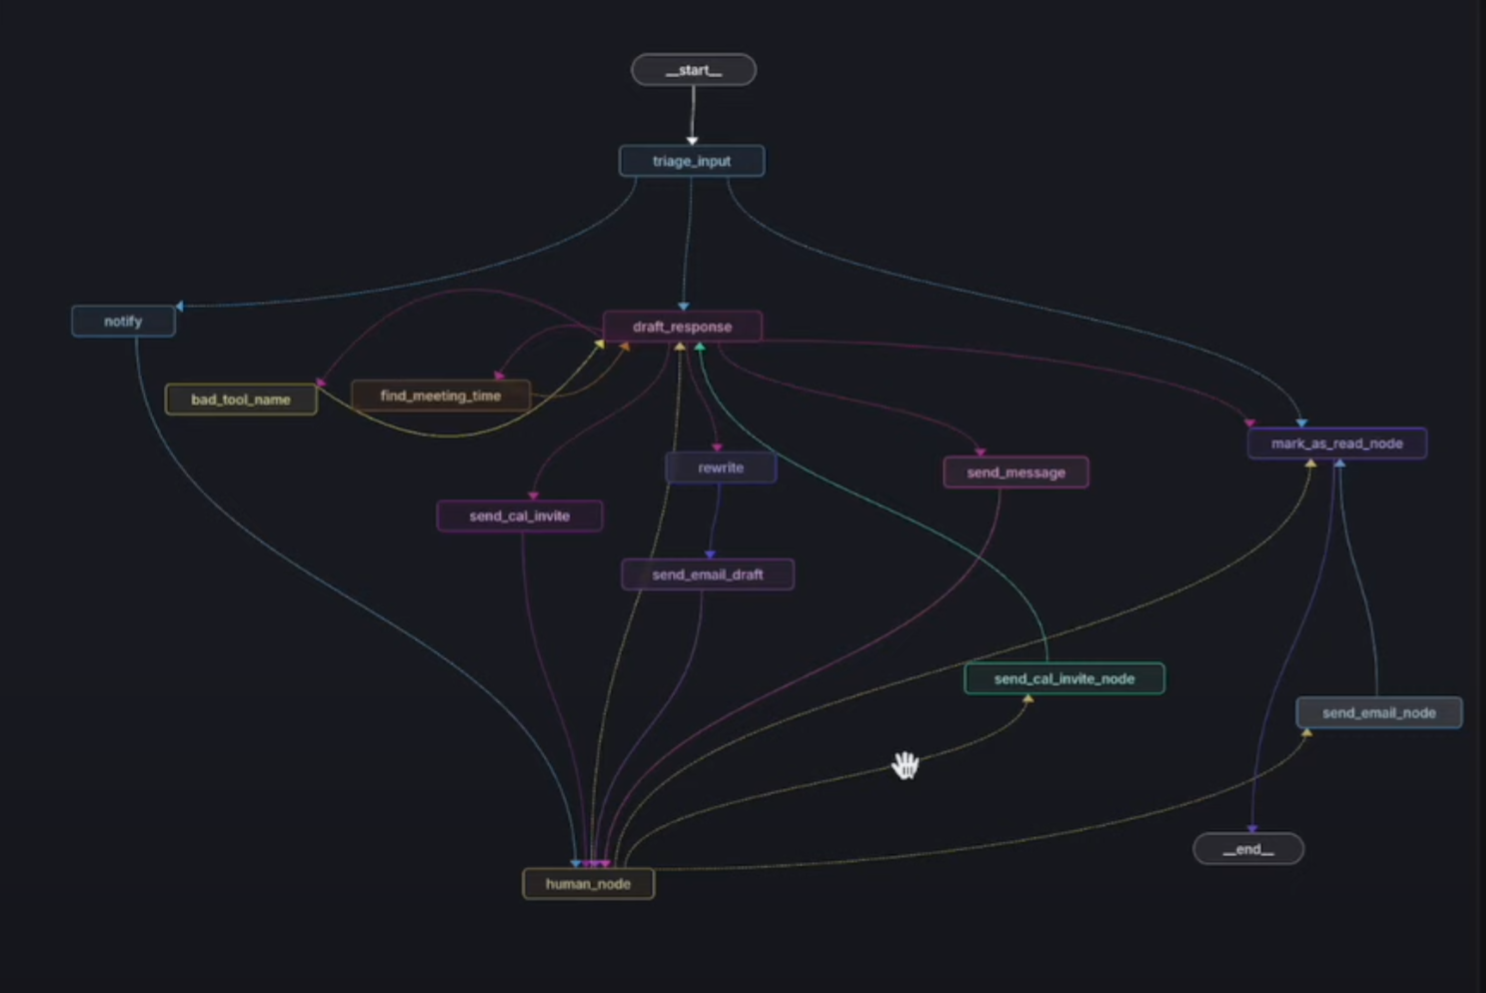 __start__
triage_input
notify
draft_response
bad_tool_name
find_meeting_time
mark_as_read_node
rewrite
send_message
send_cal_invite
send_email_draft
send_cal_invite_node
send_email_node
__end__
human_node